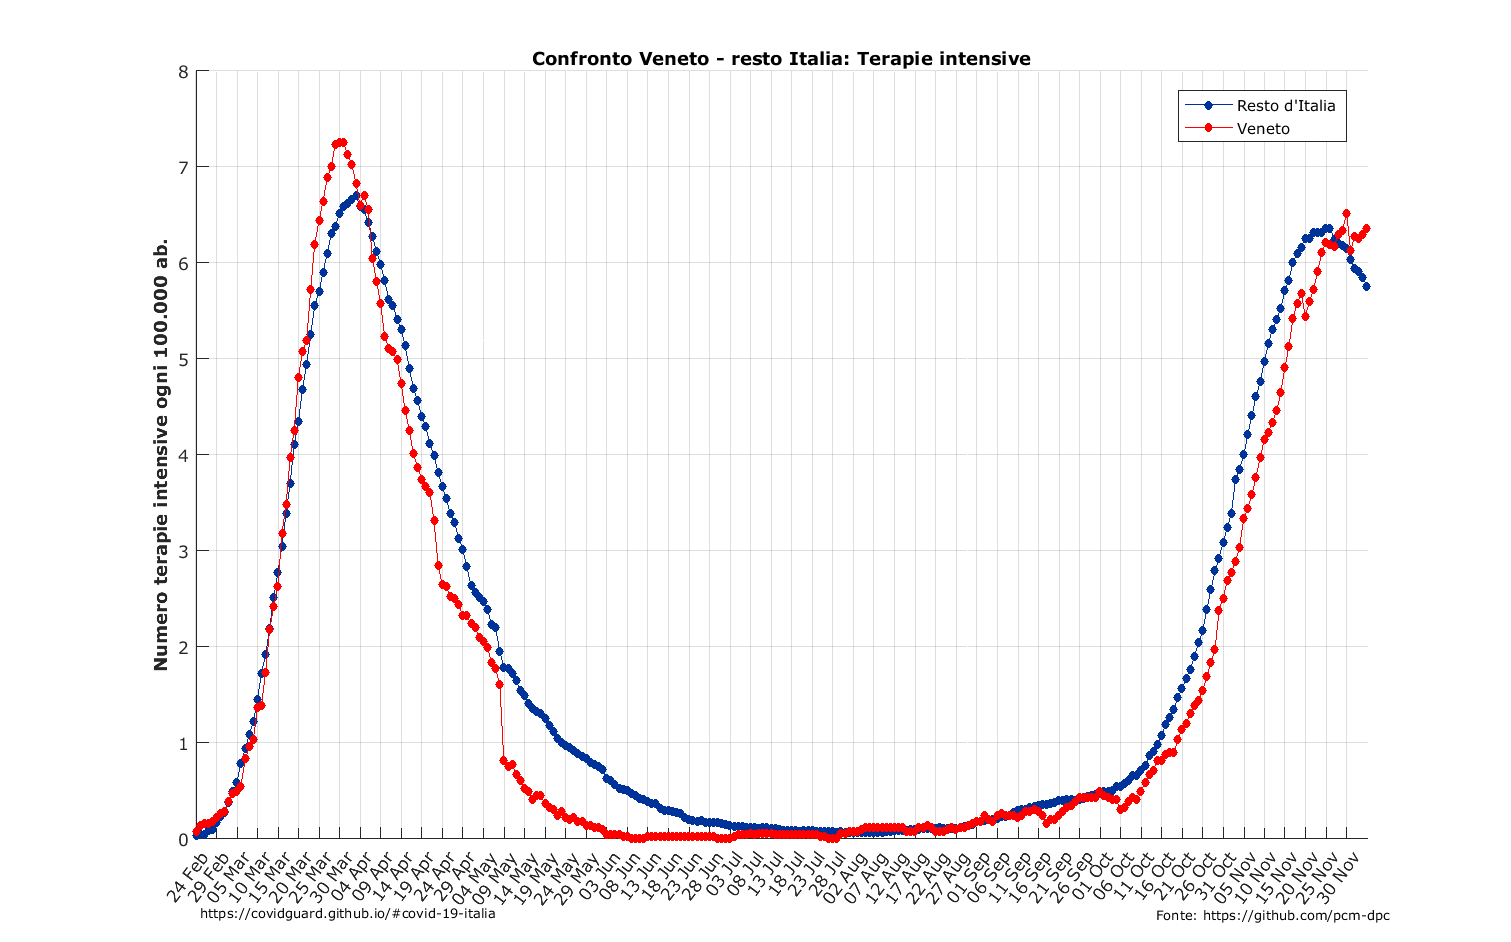 Confronto Veneto - resto Italia: Terapie intensive
Numero terapie intensive ogni 100.000 ab.
8
7
6
5
4
3
2
1
0
Resto d'Italia
Veneto
24 Feb
29 Feb
05 Mar
10 Mar
15 Mar
20 Mar
25 Mar
30 Mar
04 Apr
09 Apr
14 Apr
19 Apr
24 Apr
29 Apr
04 May
09 May
14 May
19 May
24 May
29 May
03 Jun
08 Jun
13 Jun
18 Jun
23 Jun
28 Jun
03 Jul
08 Jul
13 Jul
18 Jul
23 Jul
28 Jul
02 Aug
07 Aug
12 Aug
17 Aug
22 Aug
27 Aug
01 Sep
06 Sep
11 Sep
16 Sep
21 Sep
26 Sep
01 Oct
06 Oct
11 Oct
16 Oct
21 Oct
26 Oct
31 Oct
05 Nov
10 Nov
15 Nov
20 Nov
25 Nov
30 Nov
https://covidguard.github.io/#covid-19-italia
Fonte: https://github.com/pcm-dpc